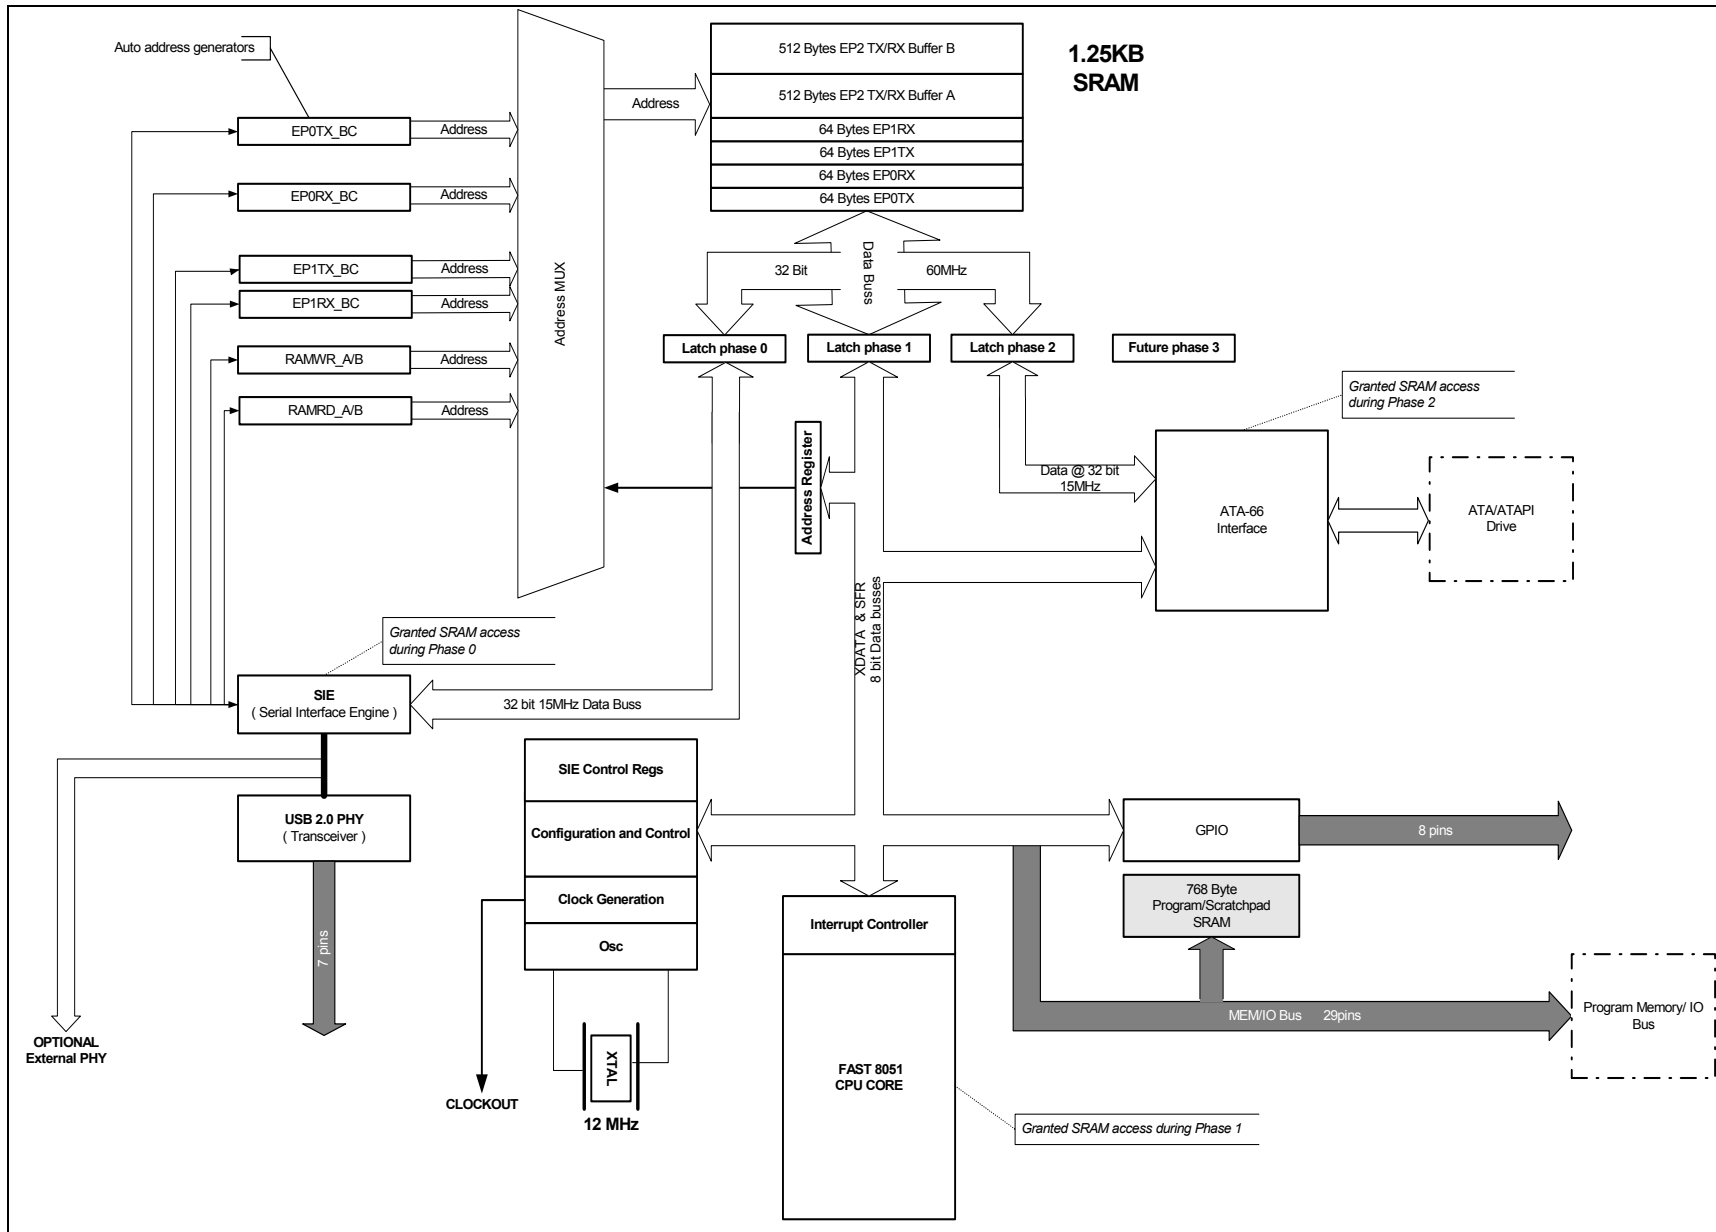 Auto address generators
EP0TX_BC
Address
EP0RX_BC
Address
EP1TX_BC
Address
EP1RX_BC
Address
RAMWR_A/B
Address
RAMRD_A/B
Address
Address MUX
Address
512 Bytes EP2 TX/RX Buffer B
512 Bytes EP2 TX/RX Buffer A
64 Bytes EP1RX
64 Bytes EP1TX
64 Bytes EP0RX
64 Bytes EP0TX
1.25KB
SRAM
32 Bit
Data Buss
60MHz
Latch phase 0
Latch phase 1
Latch phase 2
Future phase 3
Granted SRAM access
during Phase 2
Address Register
Data @ 32 bit
15MHz
ATA-66
Interface
ATA/ATAPI
Drive
XDATA & SFR
8 bit Data busses
Granted SRAM access
during Phase 0
SIE
( Serial Interface Engine )
32 bit 15MHz Data Buss
USB 2.0 PHY
( Transceiver )
7 pins
OPTIONAL
External PHY
SIE Control Regs
Configuration and Control
Clock Generation
Osc
XTAL
12 MHz
CLOCKOUT
Interrupt Controller
FAST 8051
CPU CORE
Granted SRAM access during Phase 1
GPIO
8 pins
768 Byte
Program/Scratchpad
SRAM
MEM/IO Bus 29pins
Program Memory/ IO
Bus